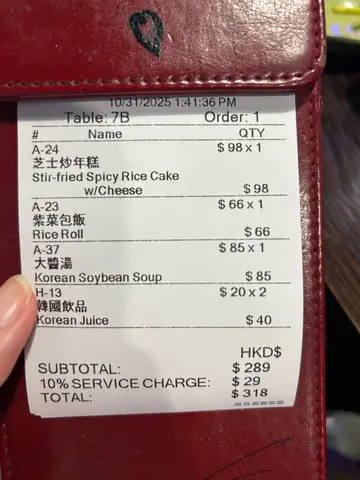 10/31/2025 1:41:36 PM
Table: 7B Order: 1
# Name QTY
A-24 $ 98 x 1
芝士炒年糕
Stir-fried Spicy Rice Cake
w/Cheese $ 98
A-23 $ 66 x 1
紫菜包飯
Rice Roll $ 66
A-37 $ 85 x 1
大醬湯
Korean Soybean Soup $ 85
H-13 $ 20 x 2
韓國飲品
Korean Juice $ 40
HKD$
SUBTOTAL: $ 289
10% SERVICE CHARGE: $ 29
TOTAL: $ 318
======